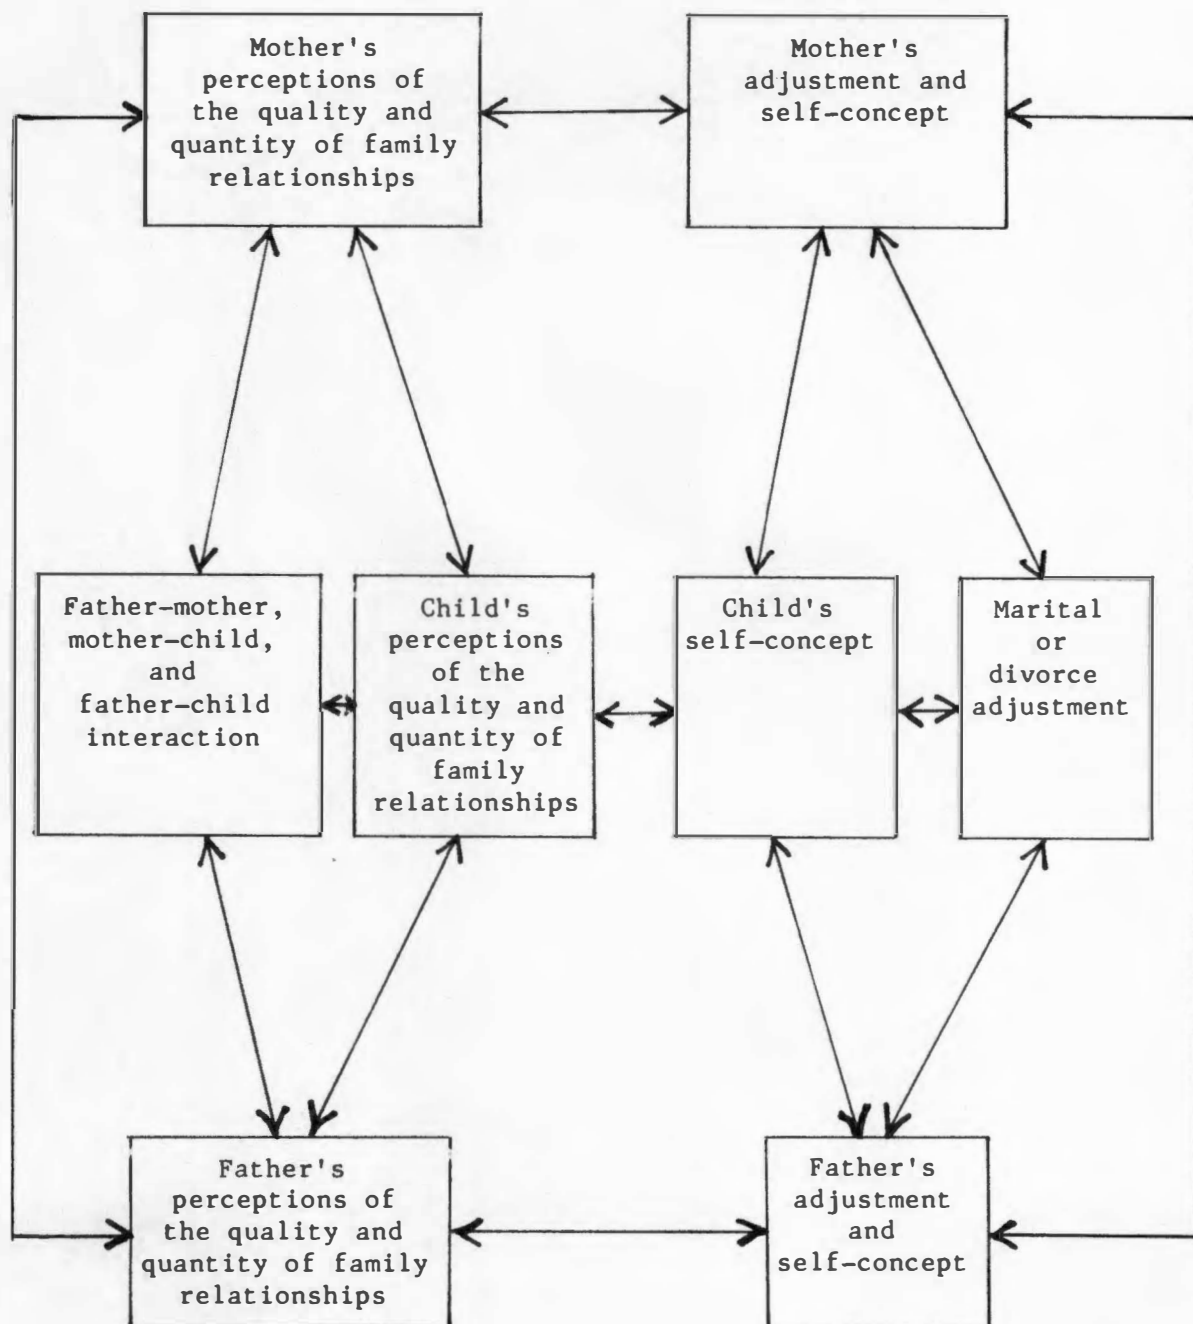 Mother's
perceptions of
the quality and
quantity of family
relationships
Mother's
adjustment and
self-concept
Father-mother,
mother-child,
and
father-child
interaction
Child's
perceptions
of the
quality and
quantity of
family
relationships
Child's
self-concept
Marital
or
divorce
adjustment
Father's
perceptions of
the quality and
quantity of family
relationships
Father's
adjustment
and
self-concept